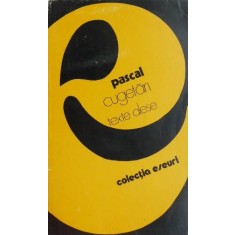 pascal
cugetări
texte alese
colecția eseuri